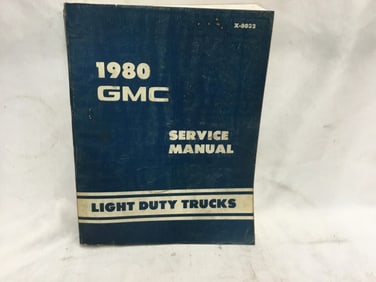 X-8023
1980
GMC
SERVICE
MANUAL
LIGHT DUTY TRUCKS